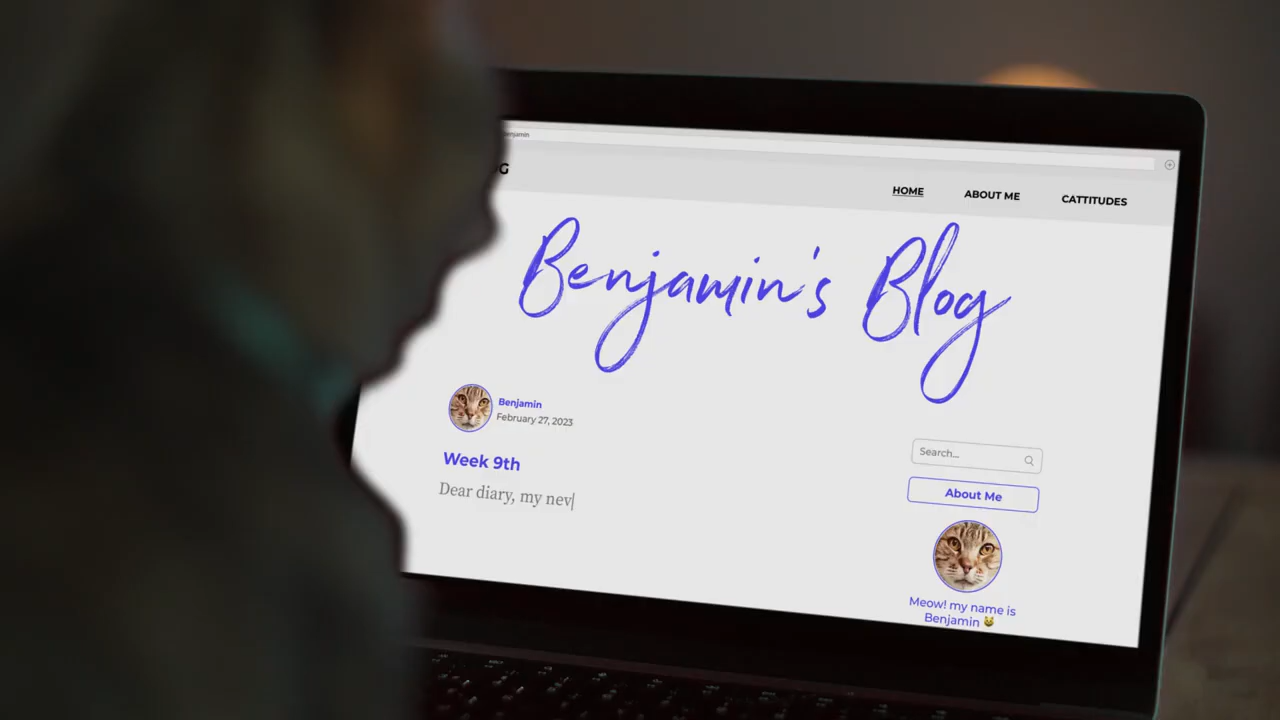 HOME ABOUT ME CATTITUDES
Benjamin's Blog
Benjamin
February 27, 2023
Week 9th
Dear diary, my nev
Search...
About Me
Meow! my name is
Benjamin 😺